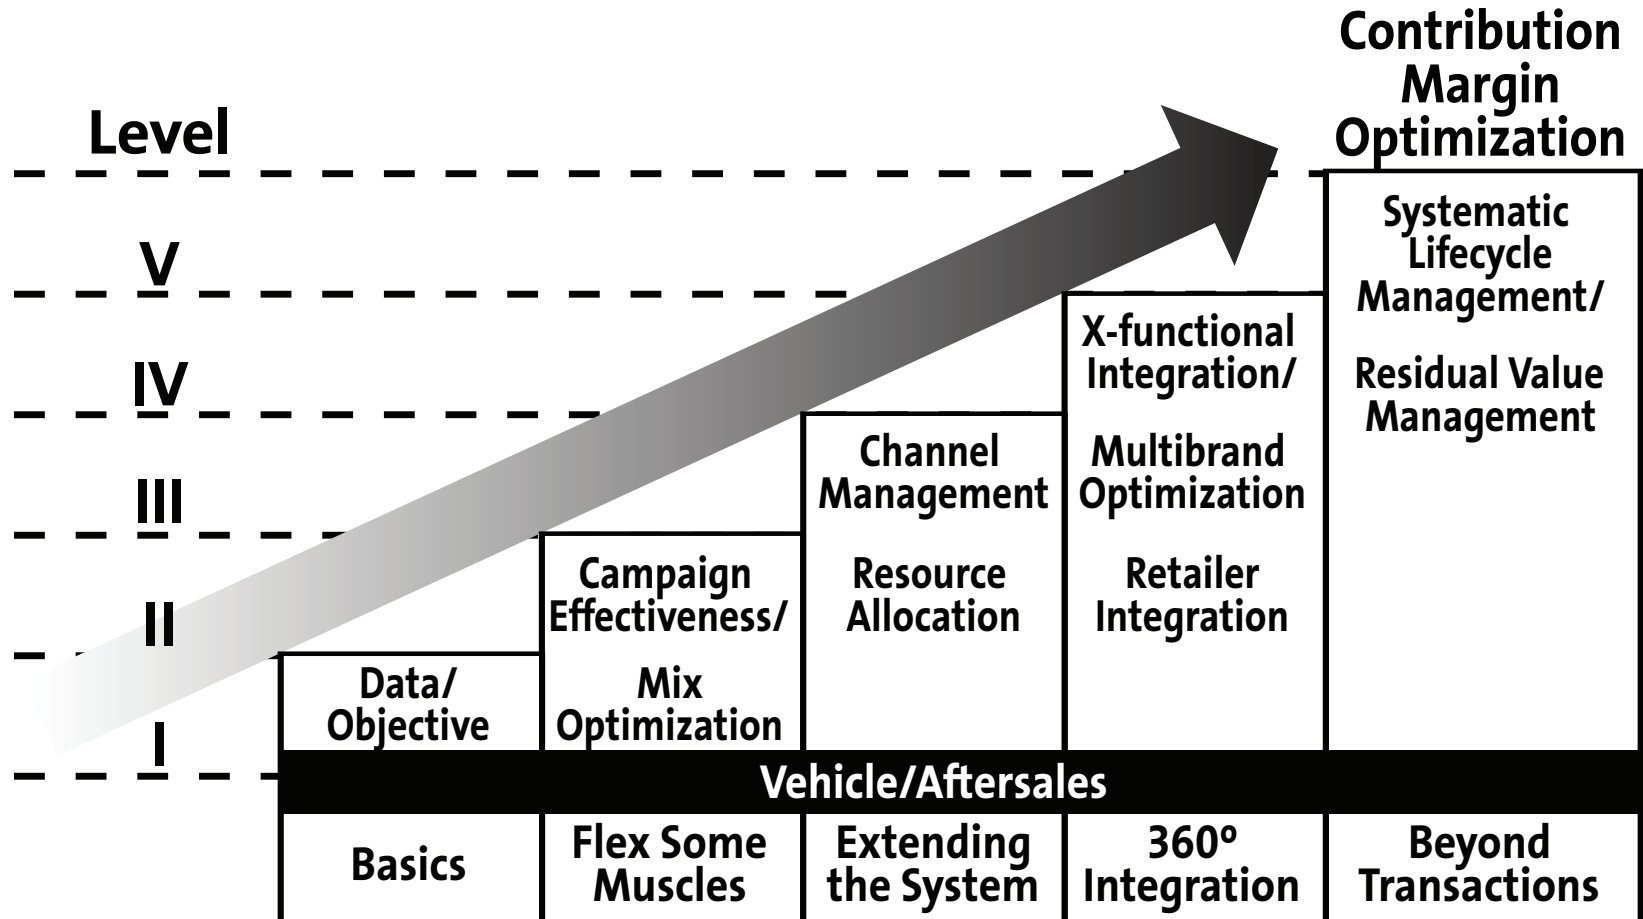 Contribution
Margin
Optimization
Level
V
IV
III
II
I
Systematic
Lifecycle
Management/
Residual Value
Management
X-functional
Integration/
Multibrand
Optimization
Retailer
Integration
Channel
Management
Resource
Allocation
Campaign
Effectiveness/
Mix
Optimization
Data/
Objective
Vehicle/Aftersales
Basics
Flex Some
Muscles
Extending
the System
360º
Integration
Beyond
Transactions